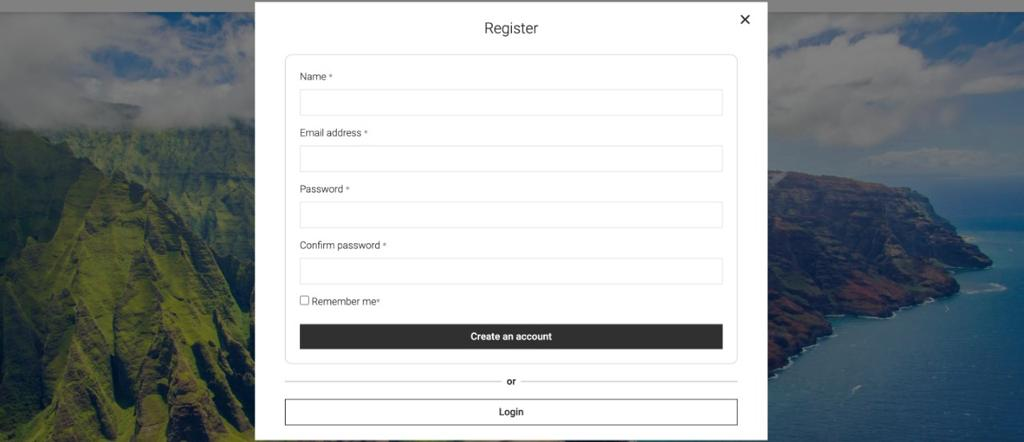 Register
Name *
Email address *
Password *
Confirm password *
Remember me*
Create an account
or
Login